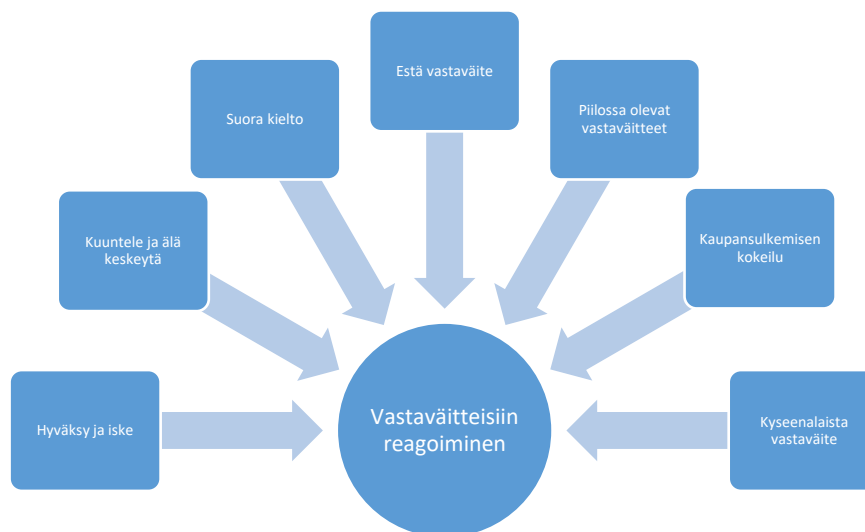 Estä vastaväite
Suora kielto
Piilossa olevat
vastaväitteet
Kuuntele ja älä
keskeytä
Kaupansulkemisen
kokeilu
Hyväksy ja iske
Vastaväitteisiin
reagoiminen
Kyseenalaista
vastaväite